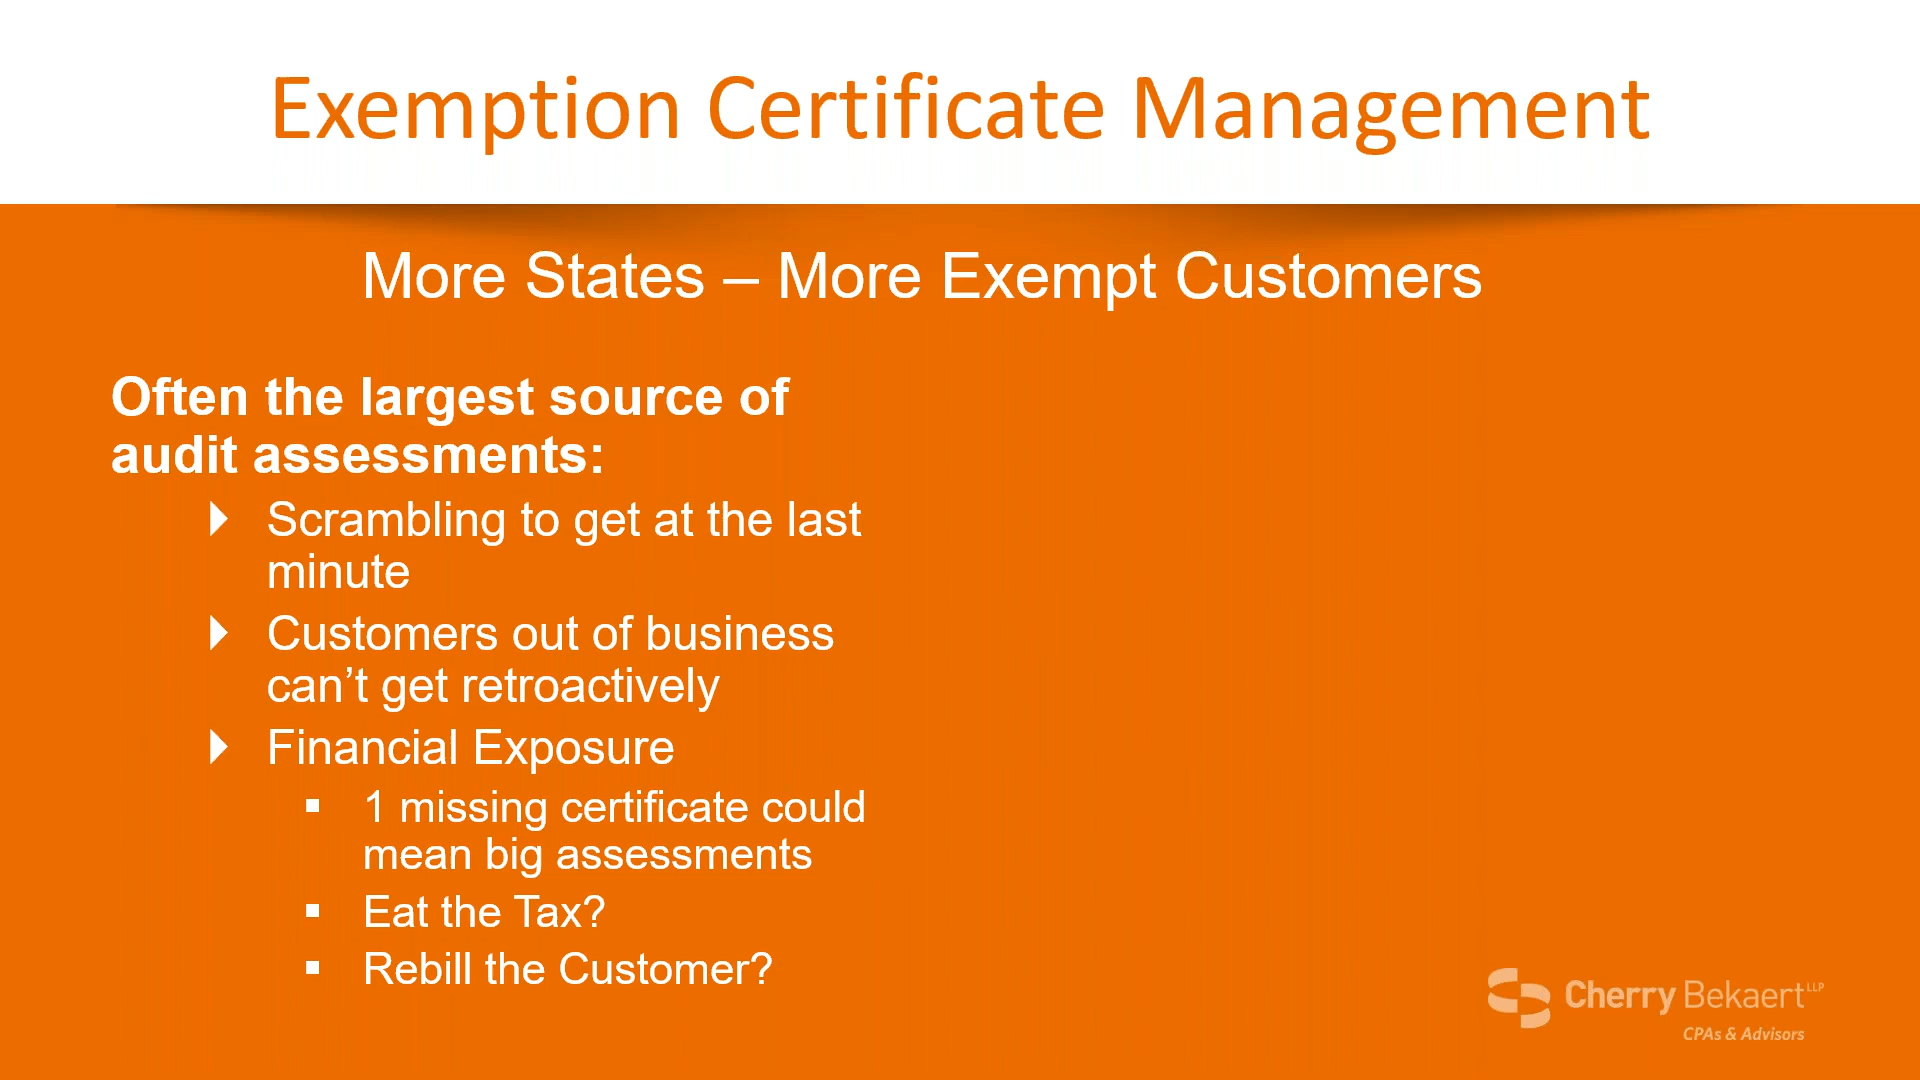 Exemption Certificate Management
More States – More Exempt Customers
Often the largest source of
audit assessments:
Scrambling to get at the last
minute
Customers out of business
can’t get retroactively
Financial Exposure
1 missing certificate could
mean big assessments
Eat the Tax?
Rebill the Customer?
Cherry Bekaert LLP
CPAs & Advisors